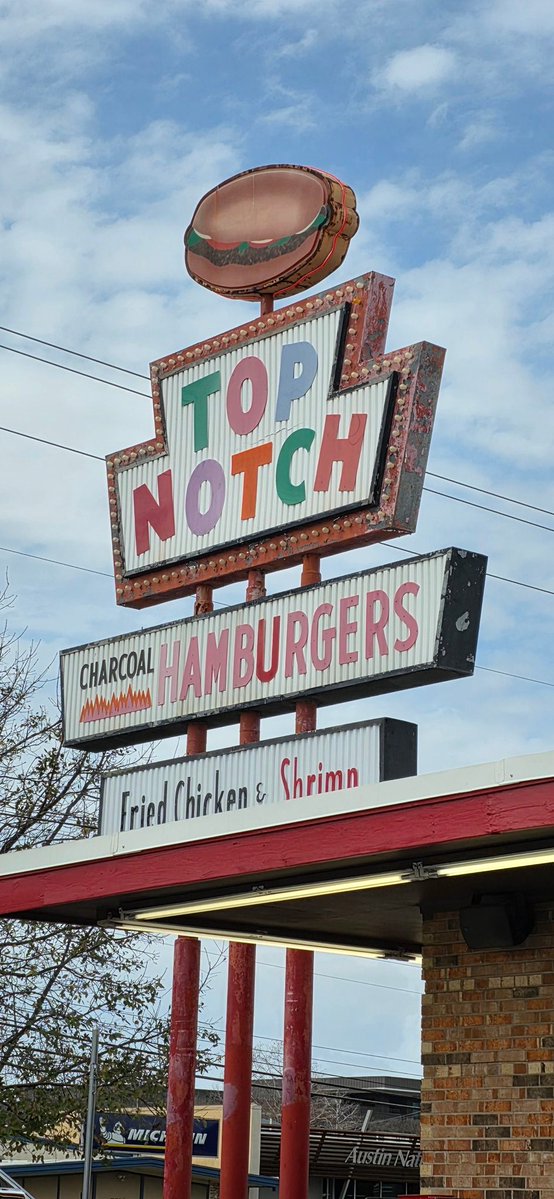 TOP
NOTCH
CHARCOAL HAMBURGERS
Fried Chicken & Shrimp
MICHELIN
Austin Nat